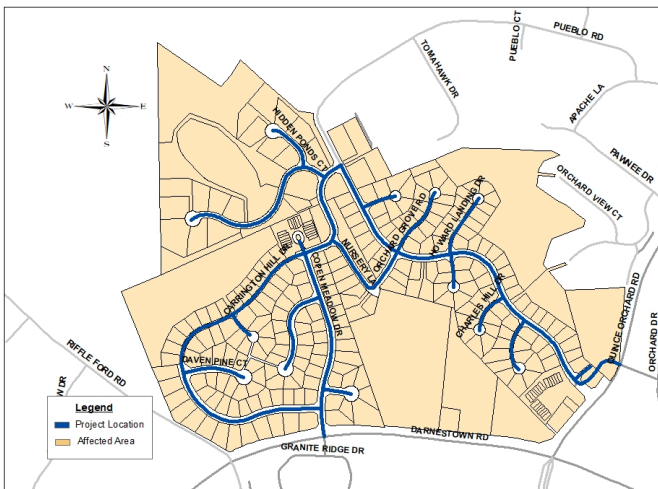 PUEBLO CT
PUEBLO RD
TOMAHAWK DR
APACHE LA
PAWNEE DR
ORCHARD VIEW CT
N
W
E
S
HIDDEN PONDS CT
ORCHARD GROVE RD
HOWARD LANDING DR
NURSERY LA
CARRINGTON HILL DR
COPEN MEADOW DR
CHARLES HILL DR
QUINCE ORCHARD RD
ORCHARD DR
DAVEN PINE CT
RIFFLE FORD RD
W DR
DARNESTOWN RD
GRANITE RIDGE DR
Legend
Project Location
Affected Area